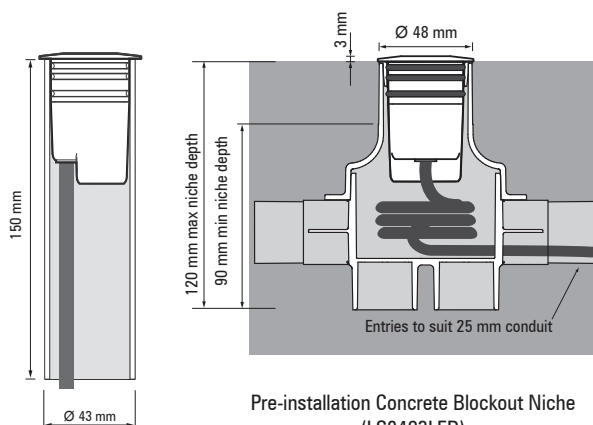 3 mm
Ø 48 mm
150 mm
120 mm max niche depth
90 mm min niche depth
Entries to suit 25 mm conduit
Ø 43 mm
Pre-installation Concrete Blockout Niche